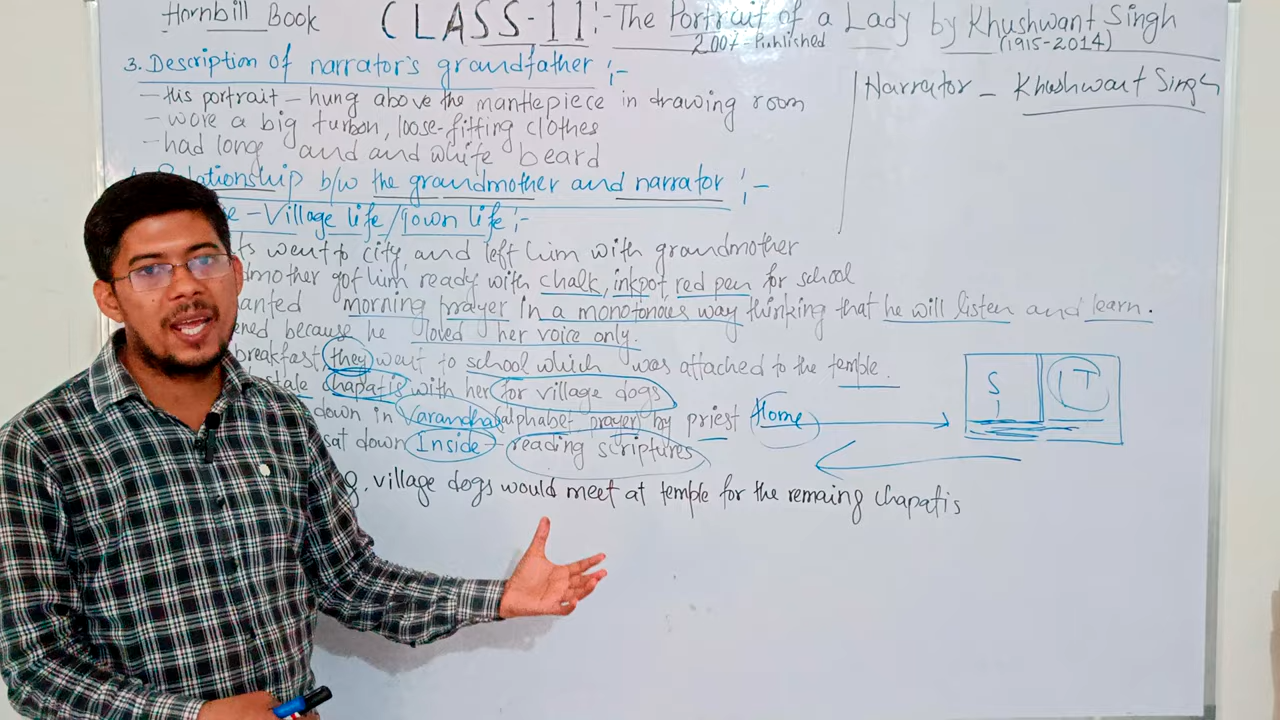 Hornbill Book CLASS-11:- The Portrait of a Lady by Khushwant Singh
2007-Published (1915-2014)
3. Description of narrator's grandfather :-
- His portrait - hung above the mantlepiece in drawing room
- wore a big turban, loose-fitting clothes
- had long and and white beard
Narrator - Khushwant Singh
Relationship b/w the grandmother and narrator :-
- Village life/Town life :-
went to city, and left him with grandmother
got him ready with chalk, inkpot, red pen for school
morning prayer in a monotonous way thinking that he will listen and learn.
because he loved her voice only.
breakfast they went to school which was attached to the temple.
chapatis with her for village dogs
down in Varandha (alphabet prayer) by priest Home
sat down Inside - reading scriptures
village dogs would meet at temple for the remaing chapatis
S
T